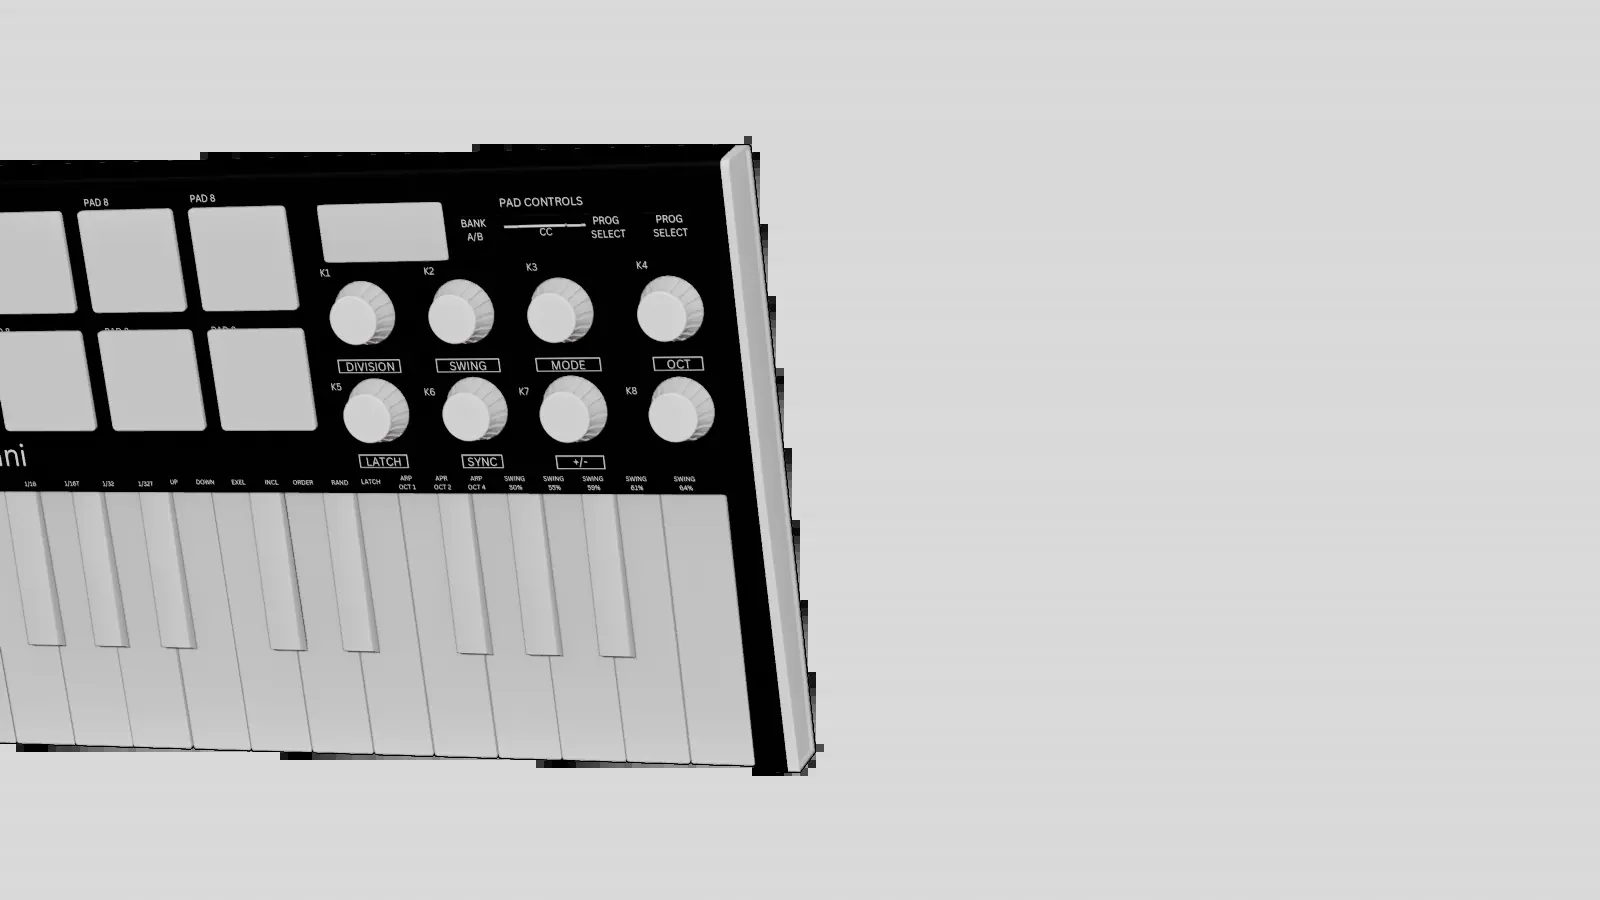 PAD 8
PAD 8
PAD CONTROLS
BANK
A/B
CC
PROG
SELECT
PROG
SELECT
K1
K2
K3
K4
DIVISION
SWING
MODE
OCT
K5
K6
K7
K8
LATCH
SYNC
+/-
1/16
1/16T
1/32
1/32T
UP
DOWN
EXEL
INCL
ORDER
RAND
LATCH
ARP
OCT 1
APR
OCT 2
ARP
OCT 4
SWING
50%
SWING
55%
SWING
59%
SWING
61%
SWING
64%